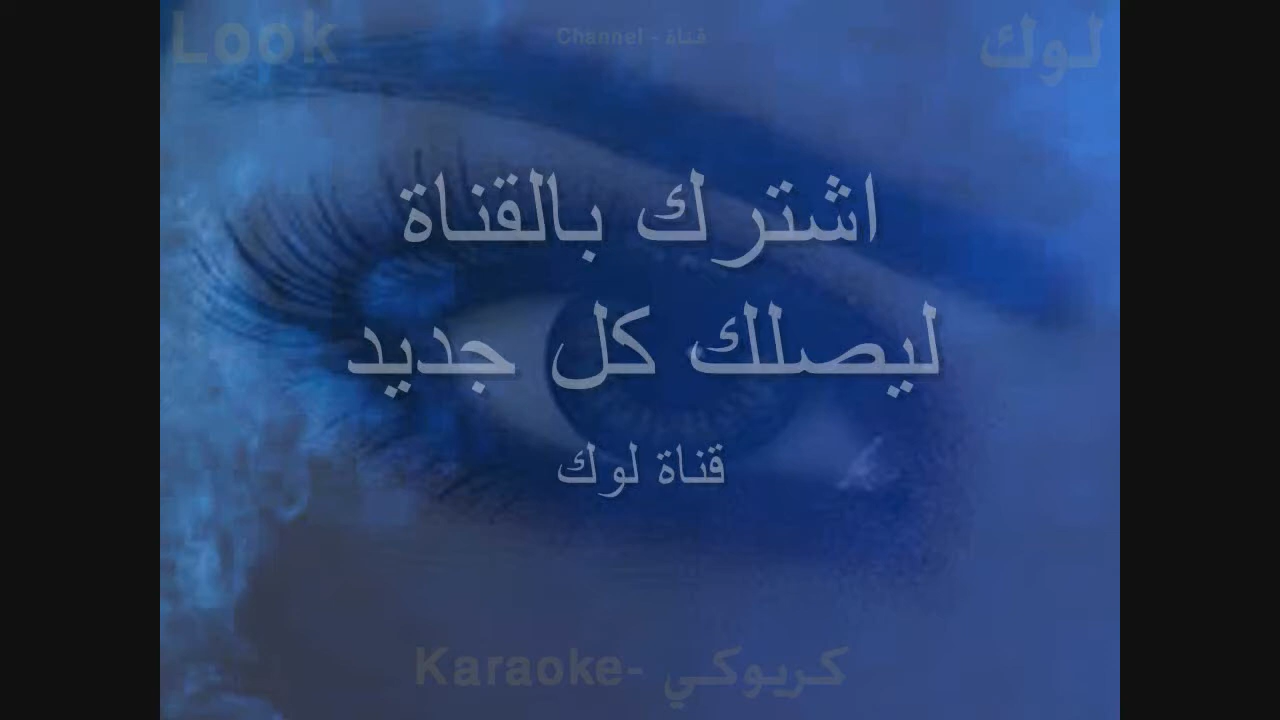 Look
Channel - قناة
لوك
اشترك بالقناة
ليصلك كل جديد
قناة لوك
Karaoke- كريوكي